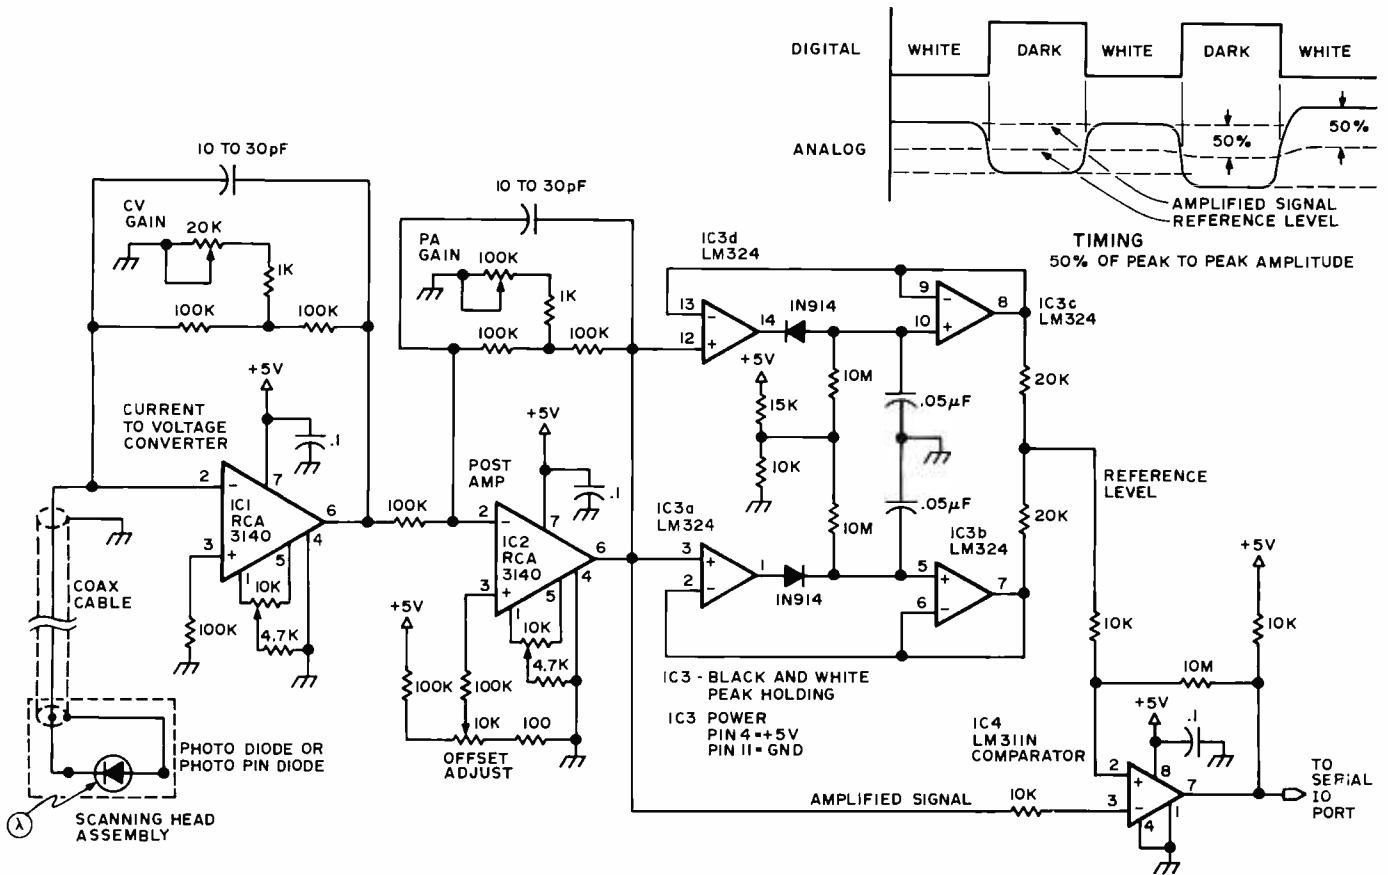 DIGITAL
WHITE
DARK
WHITE
DARK
WHITE
50%
50%
ANALOG
AMPLIFIED SIGNAL
REFERENCE LEVEL
TIMING
50% OF PEAK TO PEAK AMPLITUDE
10 TO 30pF
CV
GAIN
20K
1K
100K
100K
+5V
.1
CURRENT
TO VOLTAGE
CONVERTER
2
-
7
IC1
RCA
3140
6
3
+
5
4
1
10K
100K
4.7K
COAX
CABLE
PHOTO DIODE OR
PHOTO PIN DIODE
λ
SCANNING HEAD
ASSEMBLY
10 TO 30pF
PA
GAIN
100K
1K
100K
100K
+5V
.1
POST
AMP
100K
2
-
7
IC2
RCA
3140
6
3
+
5
4
1
10K
4.7K
+5V
100K
100K
10K
100
OFFSET
ADJUST
IC3d
LM324
13
-
12
+
14
1N914
+5V
15K
10K
10M
10M
.05µF
.05µF
9
-
10
+
8
IC3c
LM324
20K
20K
IC3a
LM324
3
+
2
-
1
1N914
IC3b
LM324
5
+
6
-
7
IC3 - BLACK AND WHITE
PEAK HOLDING
IC3 POWER
PIN 4=+5V
PIN 11=GND
REFERENCE
LEVEL
+5V
10K
10K
10M
+5V
.1
IC4
LM311N
COMPARATOR
2
+
8
3
-
7
4
1
AMPLIFIED SIGNAL
10K
TO
SERIAL
IO
PORT